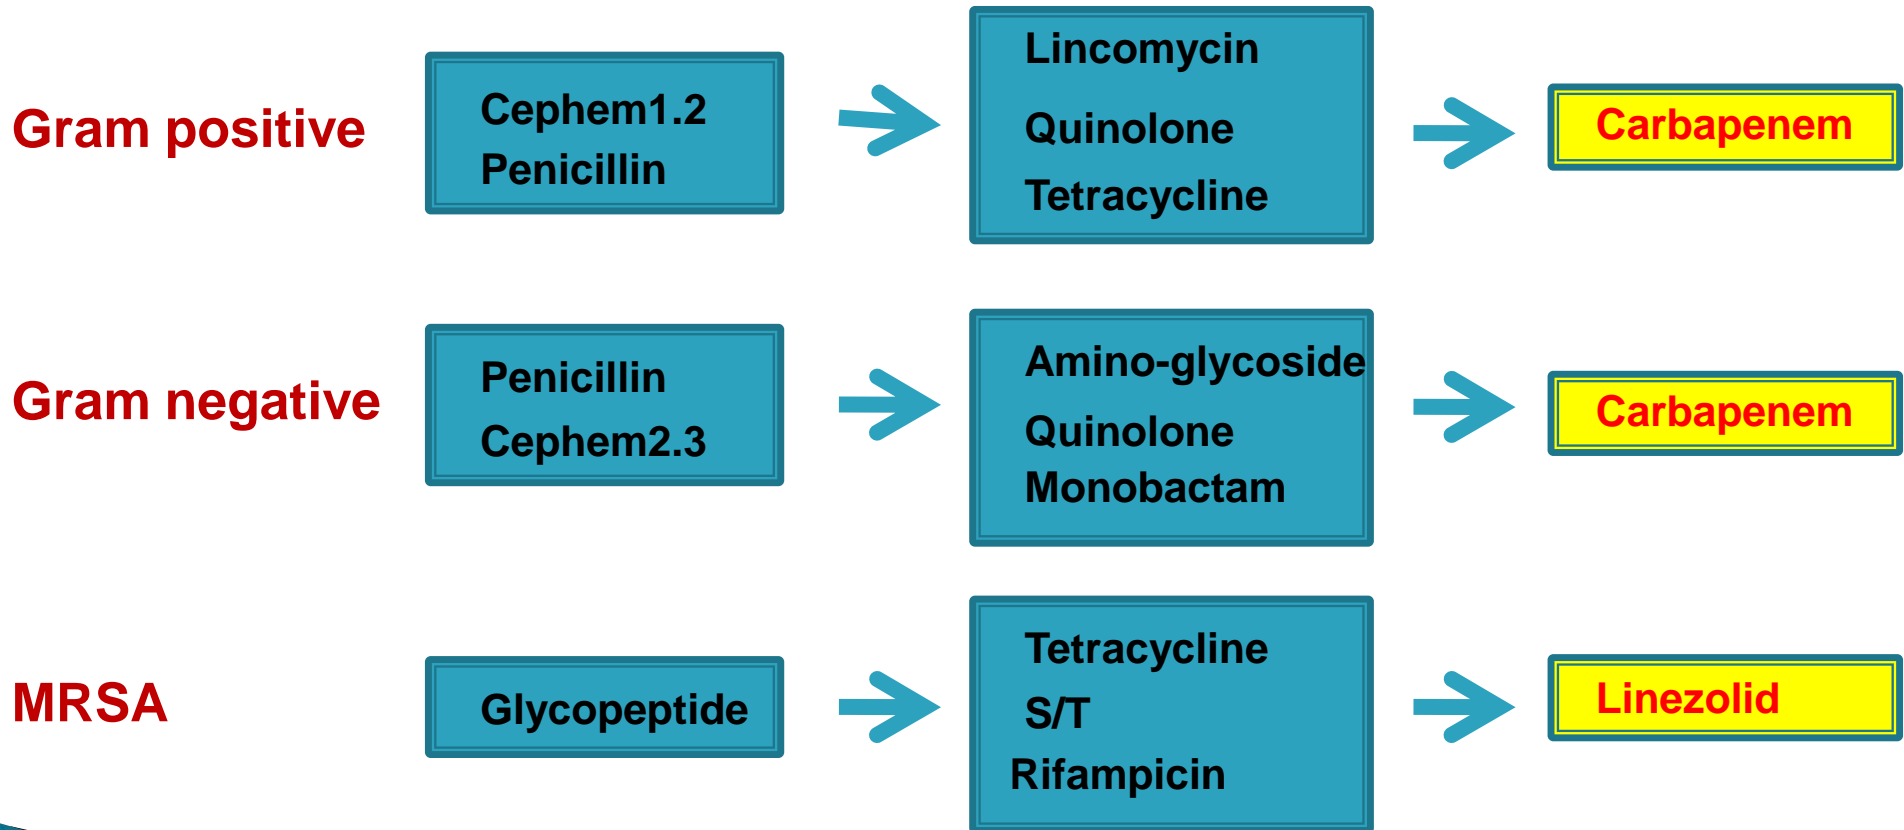 Gram positive
Cephem1.2
Penicillin
Lincomycin
Quinolone
Tetracycline
Carbapenem
Gram negative
Penicillin
Cephem2.3
Amino-glycoside
Quinolone
Monobactam
Carbapenem
MRSA
Glycopeptide
Tetracycline
S/T
Rifampicin
Linezolid